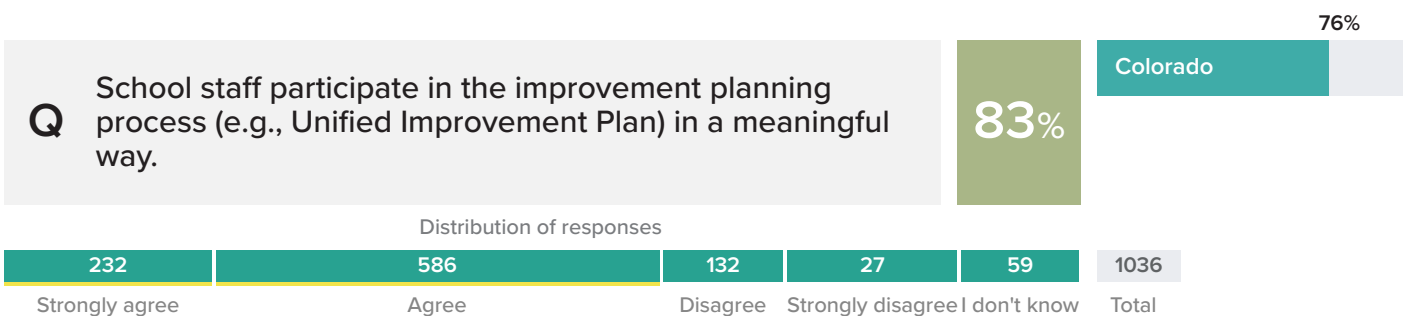 76%
Q
School staff participate in the improvement planning
process (e.g., Unified Improvement Plan) in a meaningful
way.
83%
Colorado
Distribution of responses
232 586 132 27 59 1036
Strongly agree Agree Disagree Strongly disagree I don't know Total